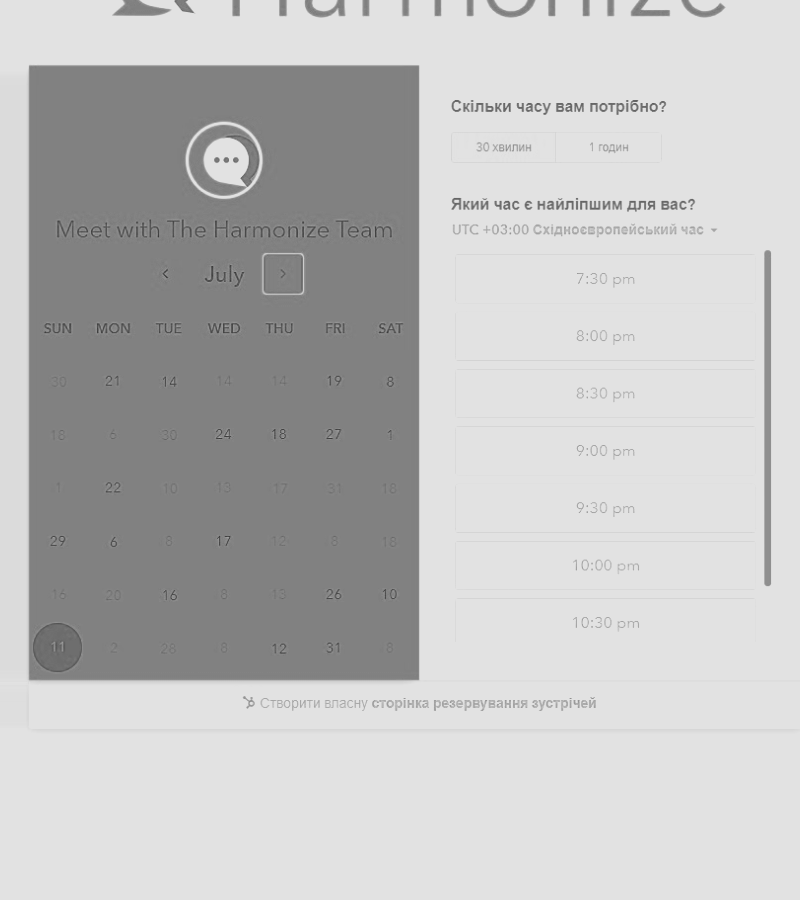 Harmonize
Meet with The Harmonize Team
July
SUN MON TUE WED THU FRI SAT
30 21 14 14 14 19 8
18 6 30 24 18 27 1
1 22 10 13 17 31 18
29 6 8 17 12 8 18
16 20 16 8 13 26 10
11 2 28 8 12 31 8
Скільки часу вам потрібно?
30 хвилин 1 годин
Який час є найліпшим для вас?
UTC +03:00 Східноєвропейський час
7:30 pm
8:00 pm
8:30 pm
9:00 pm
9:30 pm
10:00 pm
10:30 pm
Створити власну сторінка резервування зустрічей